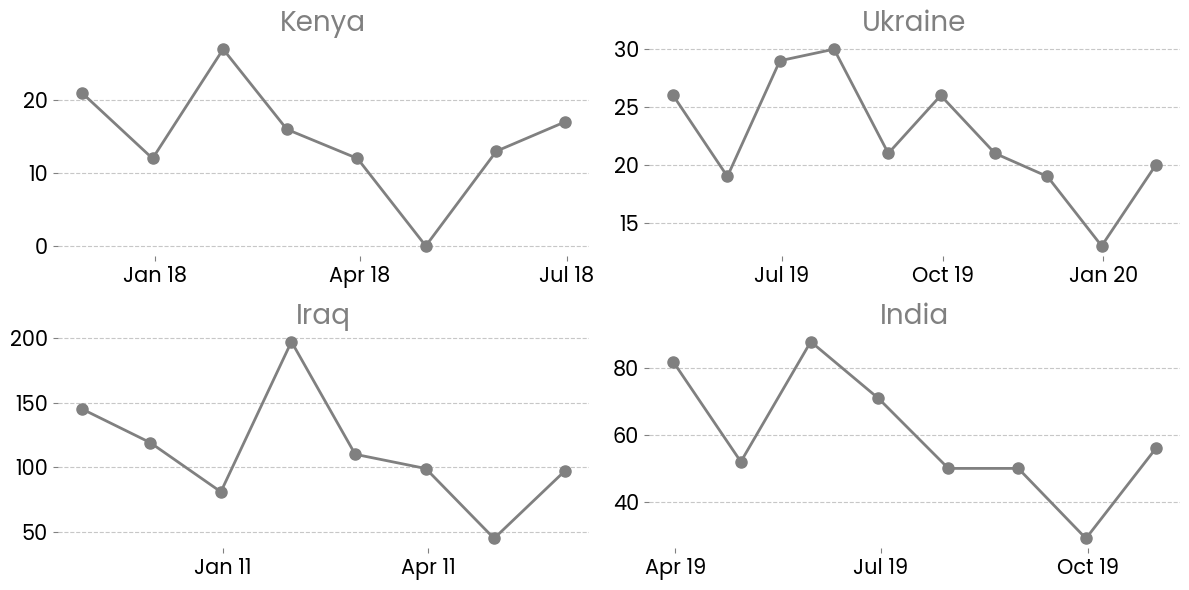 Kenya
20
10
0
Jan 18 Apr 18 Jul 18
Ukraine
30
25
20
15
Jul 19 Oct 19 Jan 20
Iraq
200
150
100
50
Jan 11 Apr 11
India
80
60
40
Apr 19 Jul 19 Oct 19